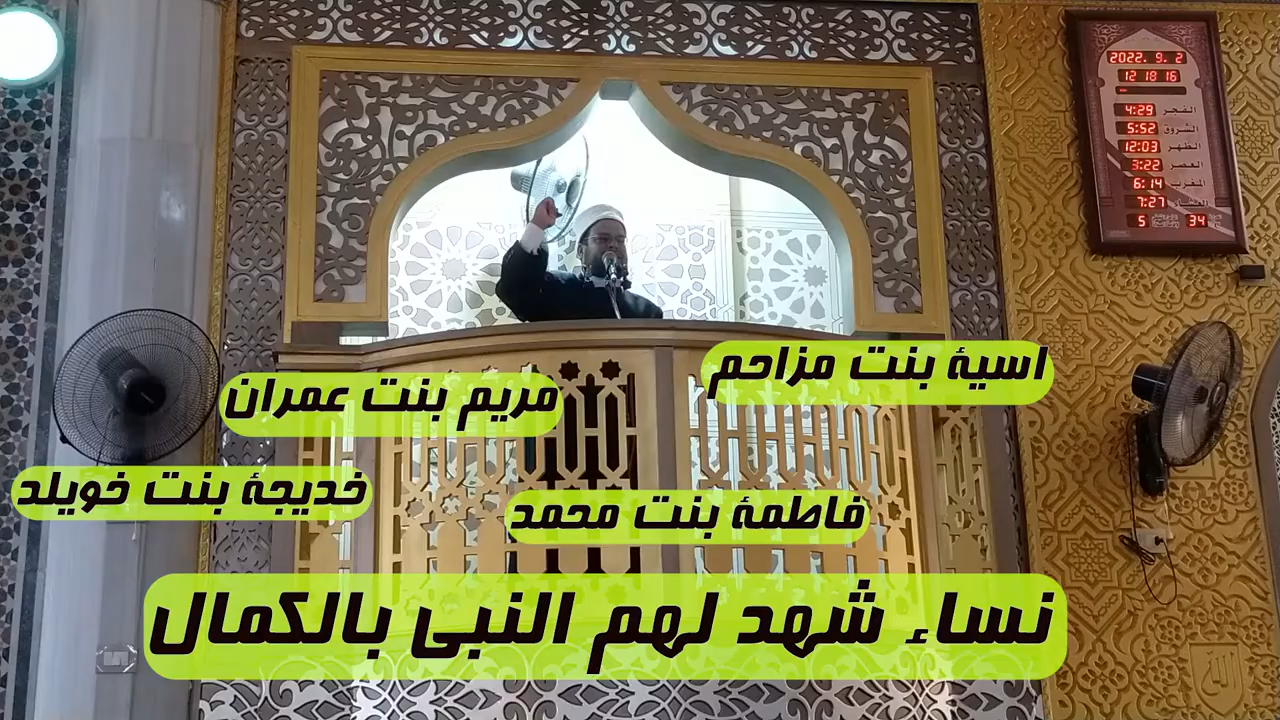 2022. 9. 2
12 18 16
4:29 الفجر
5:52 الشروق
12:03 الظهر
3:22 العصر
6:14 المغرب
7:27 العشاء
5 34
اسية بنت مزاحم
مريم بنت عمران
خديجة بنت خويلد
فاطمة بنت محمد
نساء شهد لهم النبى بالكمال
الله